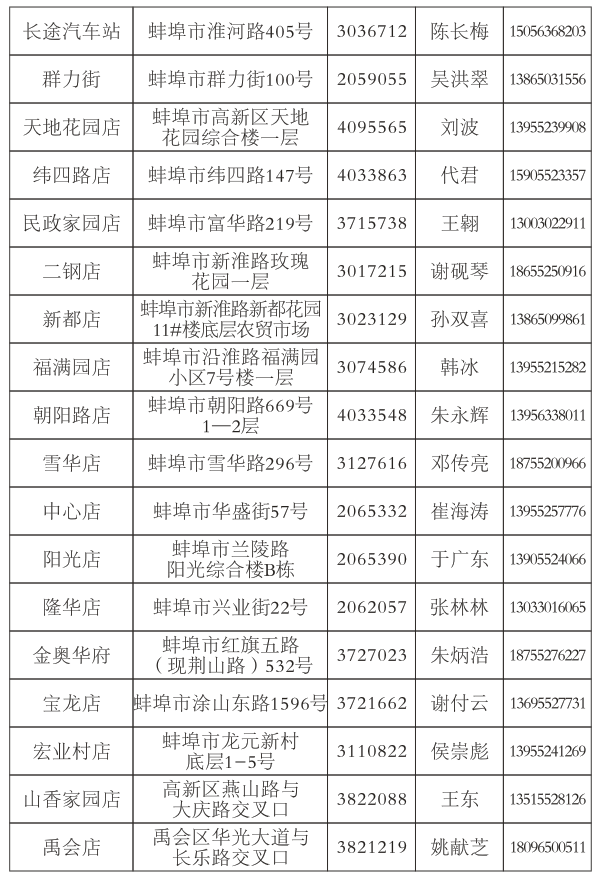 长途汽车站 蚌埠市淮河路405号 3036712 陈长梅 15056368203
群力街 蚌埠市群力街100号 2059055 吴洪翠 13865031556
天地花园店 蚌埠市高新区天地
花园综合楼一层 4095565 刘波 13955239908
纬四路店 蚌埠市纬四路147号 4033863 代君 15905523357
民政家园店 蚌埠市富华路219号 3715738 王翱 13003022911
二钢店 蚌埠市新淮路玫瑰
花园一层 3017215 谢砚琴 18655250916
新都店 蚌埠市新淮路新都花园
11#楼底层农贸市场 3023129 孙双喜 13865099861
福满园店 蚌埠市沿淮路福满园
小区7号楼一层 3074586 韩冰 13955215282
朝阳路店 蚌埠市朝阳路669号
1—2层 4033548 朱永辉 13956338011
雪华店 蚌埠市雪华路296号 3127616 邓传亮 18755200966
中心店 蚌埠市华盛街57号 2065332 崔海涛 13955257776
阳光店 蚌埠市兰陵路
阳光综合楼B栋 2065390 于广东 13905524066
隆华店 蚌埠市兴业街22号 2062057 张林林 13033016065
金奥华府 蚌埠市红旗五路
（现荆山路）532号 3727023 朱炳浩 18755276227
宝龙店 蚌埠市涂山东路1596号 3721662 谢付云 13695527731
宏业村店 蚌埠市龙元新村
底层1-5号 3110822 侯崇彪 13955241269
山香家园店 高新区燕山路与
大庆路交叉口 3822088 王东 13515528126
禹会店 禹会区华光大道与
长乐路交叉口 3821219 姚献芝 18096500511